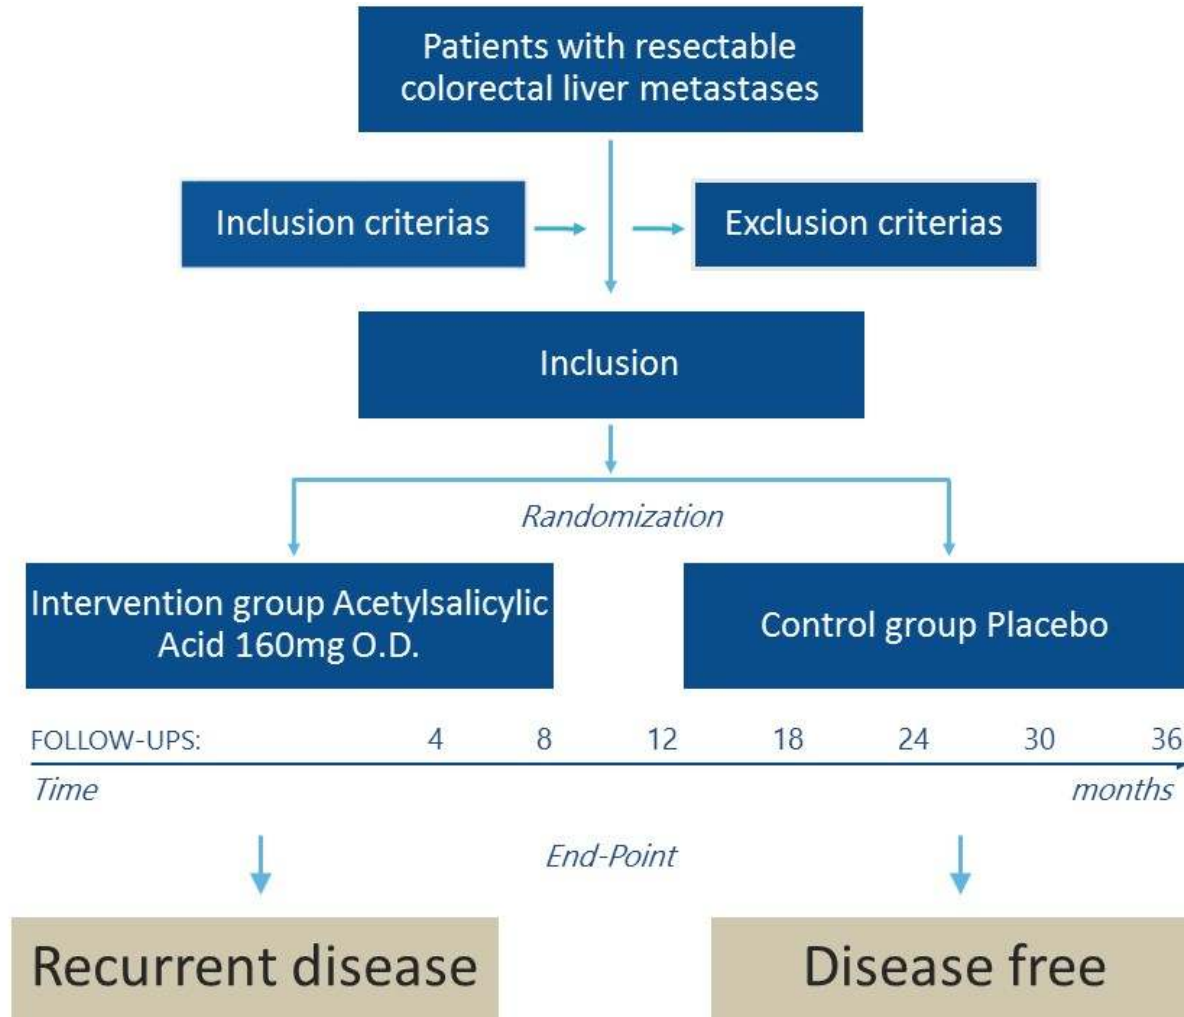 Patients with resectable
colorectal liver metastases
Inclusion criterias
Exclusion criterias
Inclusion
Randomization
Intervention group Acetylsalicylic
Acid 160mg O.D.
Control group Placebo
FOLLOW-UPS: 4 8 12 18 24 30 36
Time months
End-Point
Recurrent disease
Disease free